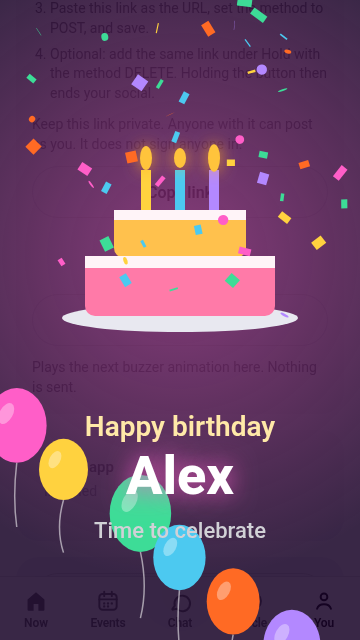 3. Paste this link as the URL, set the method to
POST, and save.
4. Optional: add the same link under Hold with
the method DELETE. Holding the button then
ends your social.
Keep this link private. Anyone with it can post
as you. It does not sign anyone in.
Copy link
Plays the next buzzer animation here. Nothing
is sent.
Happy birthday
app
Alex
Time to celebrate
Now Events Chat You